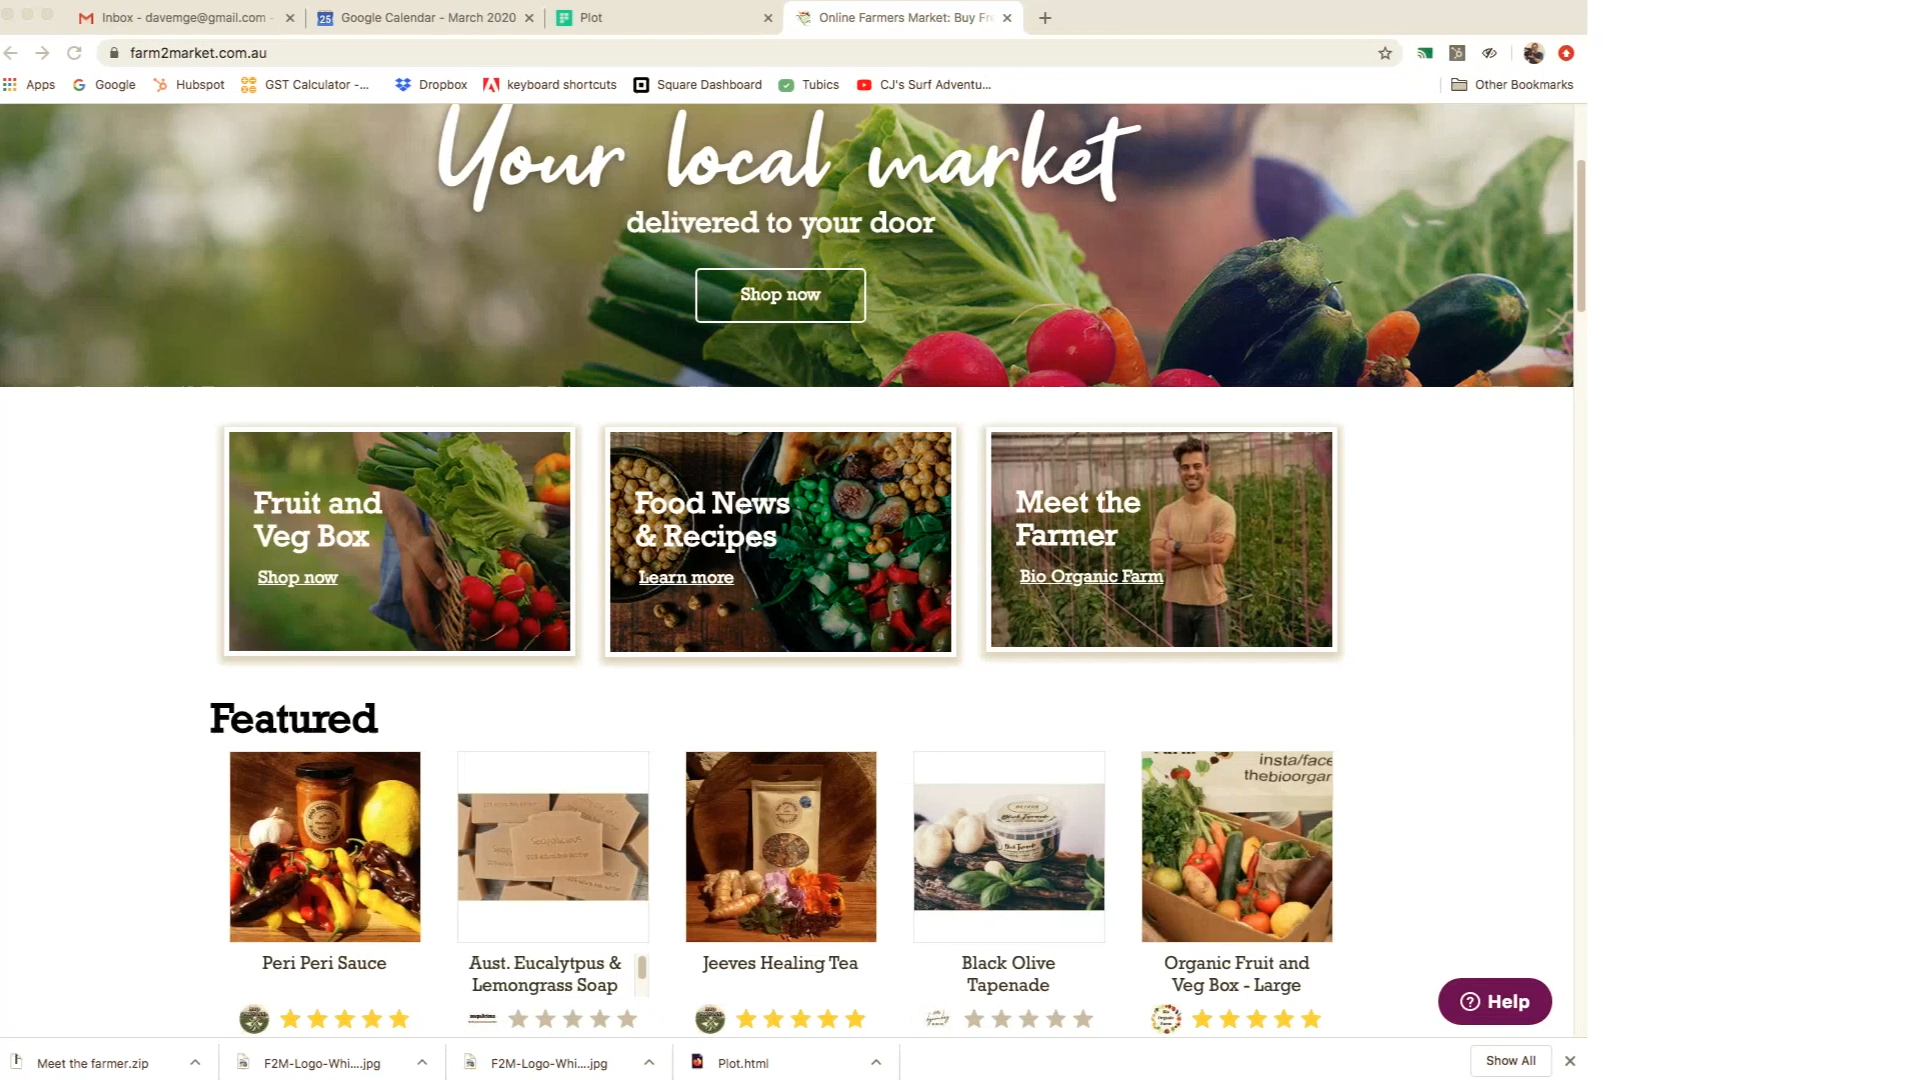 Inbox - davemge@gmail.com -
Google Calendar - March 2020
Plot
Online Farmers Market: Buy Fr
farm2market.com.au
Apps
Google
Hubspot
GST Calculator -...
Dropbox
keyboard shortcuts
Square Dashboard
Tubics
CJ's Surf Adventu...
Other Bookmarks
Your local market
delivered to your door
Shop now
Fruit and
Veg Box
Shop now
Food News
& Recipes
Learn more
Meet the
Farmer
Bio Organic Farm
Featured
insta/face
thebioorgar
Peri Peri Sauce
Aust. Eucalytpus &
Lemongrass Soap
Jeeves Healing Tea
Black Olive
Tapenade
Organic Fruit and
Veg Box - Large
Help
Meet the farmer.zip
F2M-Logo-Whi....jpg
F2M-Logo-Whi....jpg
Plot.html
Show All